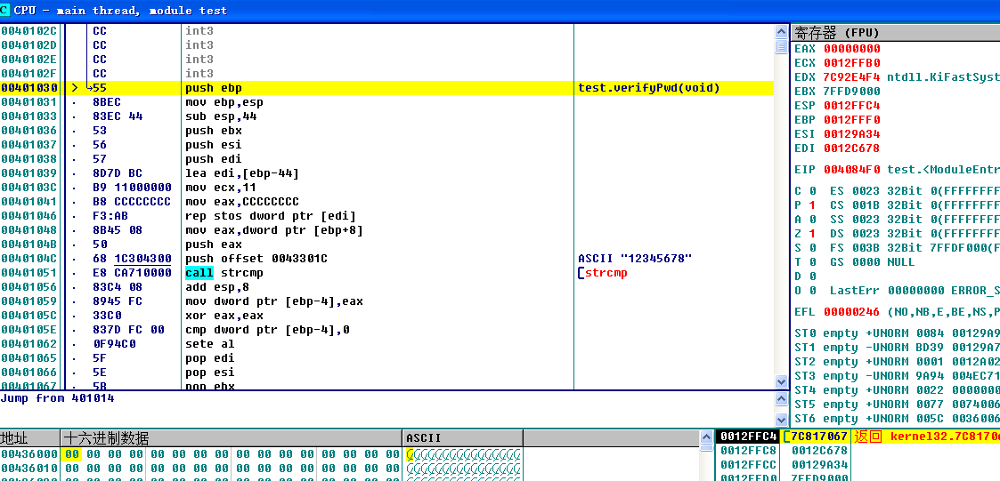 C CPU - main thread, module test
0040102C CC int3
0040102D CC int3
0040102E CC int3
0040102F CC int3
00401030 > 55 push ebp test.verifyPwd(void)
00401031 . 8BEC mov ebp,esp
00401033 . 83EC 44 sub esp,44
00401036 . 53 push ebx
00401037 . 56 push esi
00401038 . 57 push edi
00401039 . 8D7D BC lea edi,[ebp-44]
0040103C . B9 11000000 mov ecx,11
00401041 . B8 CCCCCCCC mov eax,CCCCCCCC
00401046 . F3:AB rep stos dword ptr [edi]
00401048 . 8B45 08 mov eax,dword ptr [ebp+8]
0040104B . 50 push eax
0040104C . 68 1C304300 push offset 0043301C ASCII "12345678"
00401051 . E8 CA710000 call strcmp [strcmp
00401056 . 83C4 08 add esp,8
00401059 . 8945 FC mov dword ptr [ebp-4],eax
0040105C . 33C0 xor eax,eax
0040105E . 837D FC 00 cmp dword ptr [ebp-4],0
00401062 . 0F94C0 sete al
00401065 . 5F pop edi
00401066 . 5E pop esi
00401067 . 5B pop ebx
Jump from 401014
寄存器 (FPU)
EAX 00000000
ECX 0012FFB0
EDX 7C92E4F4 ntdll.KiFastSyst
EBX 7FFD9000
ESP 0012FFC4
EBP 0012FFF0
ESI 00129A34
EDI 0012C678
EIP 004084F0 test.<ModuleEntr
C 0 ES 0023 32Bit 0(FFFFFFFF
P 1 CS 001B 32Bit 0(FFFFFFFF
A 0 SS 0023 32Bit 0(FFFFFFFF
Z 1 DS 0023 32Bit 0(FFFFFFFF
S 0 FS 003B 32Bit 7FFDF000(F
T 0 GS 0000 NULL
D 0
O 0 LastErr 00000000 ERROR_S
EFL 00000246 (NO,NB,E,BE,NS,P
ST0 empty +UNORM 0084 00129A9
ST1 empty -UNORM BD39 00129A7
ST2 empty +UNORM 0001 0012A02
ST3 empty -UNORM 9A94 004EC71
ST4 empty +UNORM 0022 0000000
ST5 empty +UNORM 0077 0074006
ST6 empty +UNORM 005C 0036006
地址 十六进制数据 ASCII
00436000 00 00 00 00 00 00 00 00 00 00 00 00 00 00 00 00
00436010 00 00 00 00 00 00 00 00 00 00 00 00 00 00 00 00
0012FFC4 [7C817067 返回 kernel32.7C81706
0012FFC8 0012C678
0012FFCC 00129A34
0012FFD0 7FFD9000